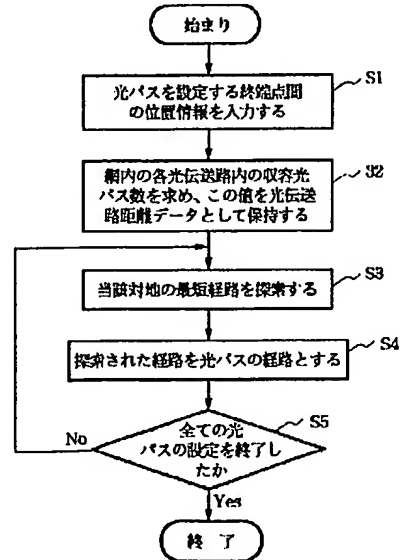 始まり
S1
光パスを設定する終端点間
の位置情報を入力する
S2
網内の各光伝送路内の収容光
パス数を求め、この値を光伝送
路距離データとして保持する
S3
当該対地の最短経路を探索する
S4
探索された経路を光パスの経路とする
S5
全ての光
パスの設定を終了し
たか
No
Yes
終 了